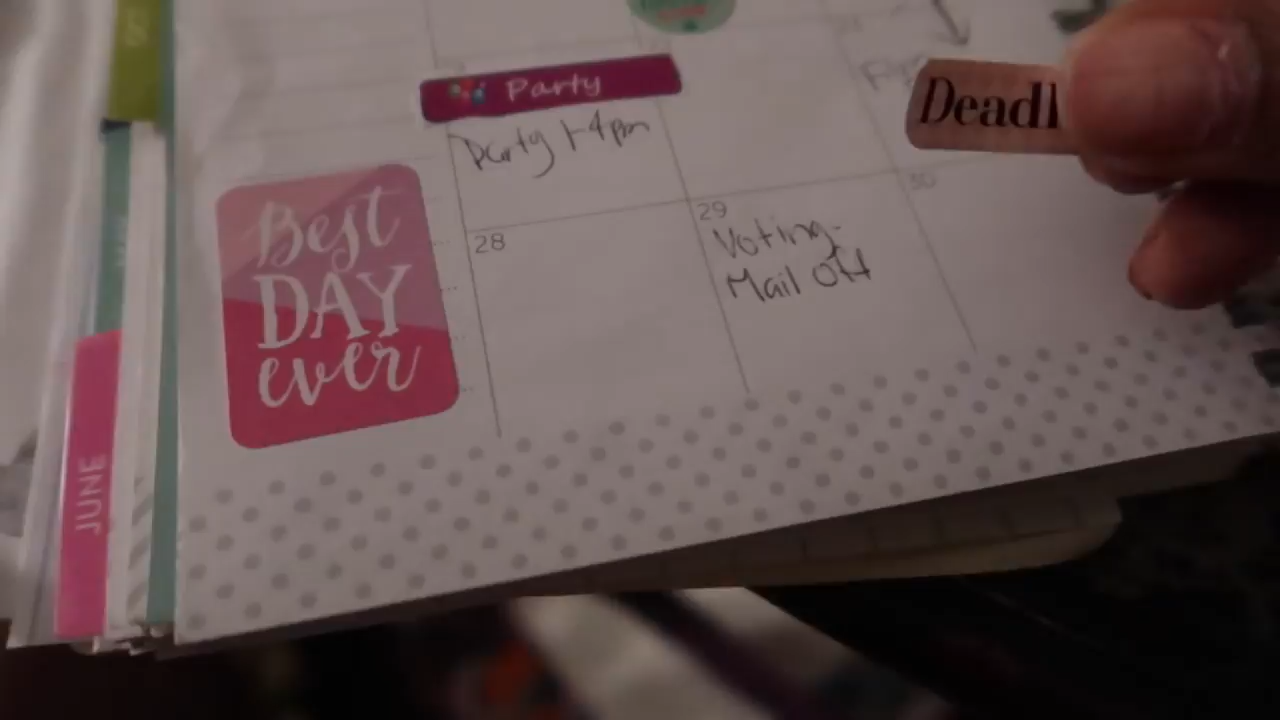 Party
Party 1-4pm
Deadl
Best
DAY
ever
28
29
30
Voting-
Mail Off
JUNE